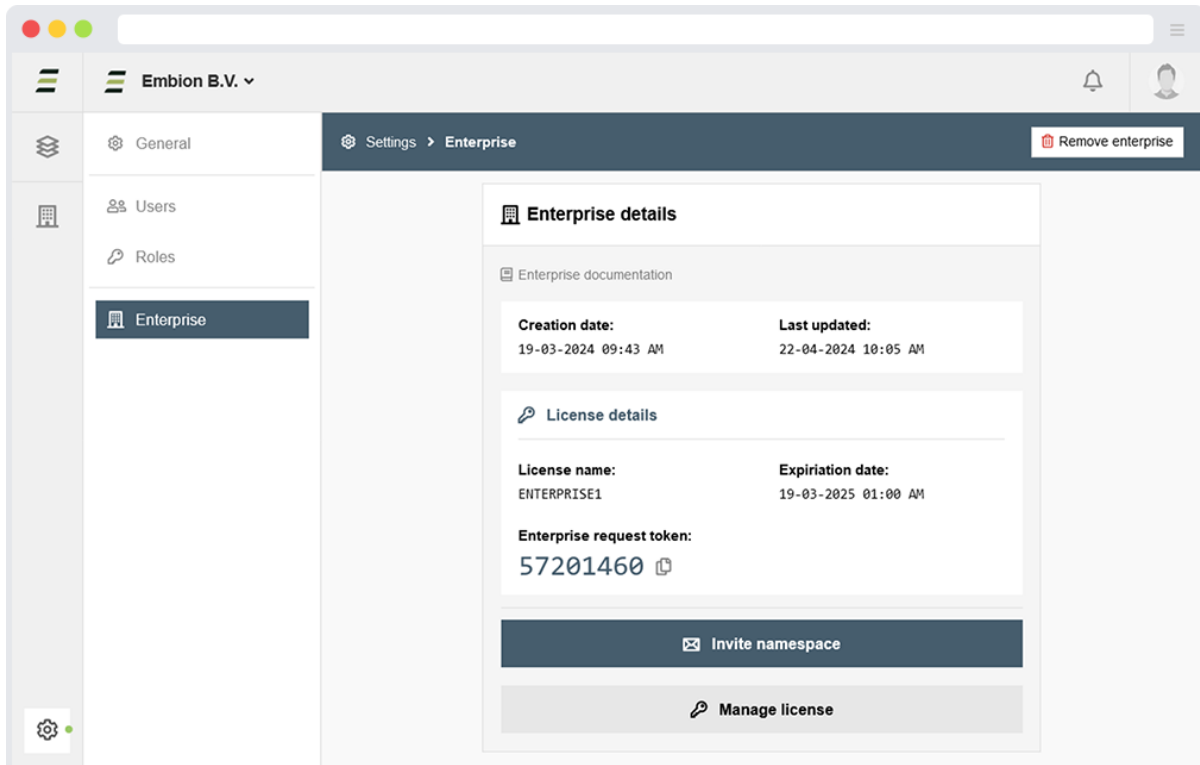 Embion B.V.
General
Users
Roles
Enterprise
Settings > Enterprise
Remove enterprise
Enterprise details
Enterprise documentation
Creation date:
19-03-2024 09:43 AM
Last updated:
22-04-2024 10:05 AM
License details
License name:
ENTERPRISE1
Expiriation date:
19-03-2025 01:00 AM
Enterprise request token:
57201460
Invite namespace
Manage license